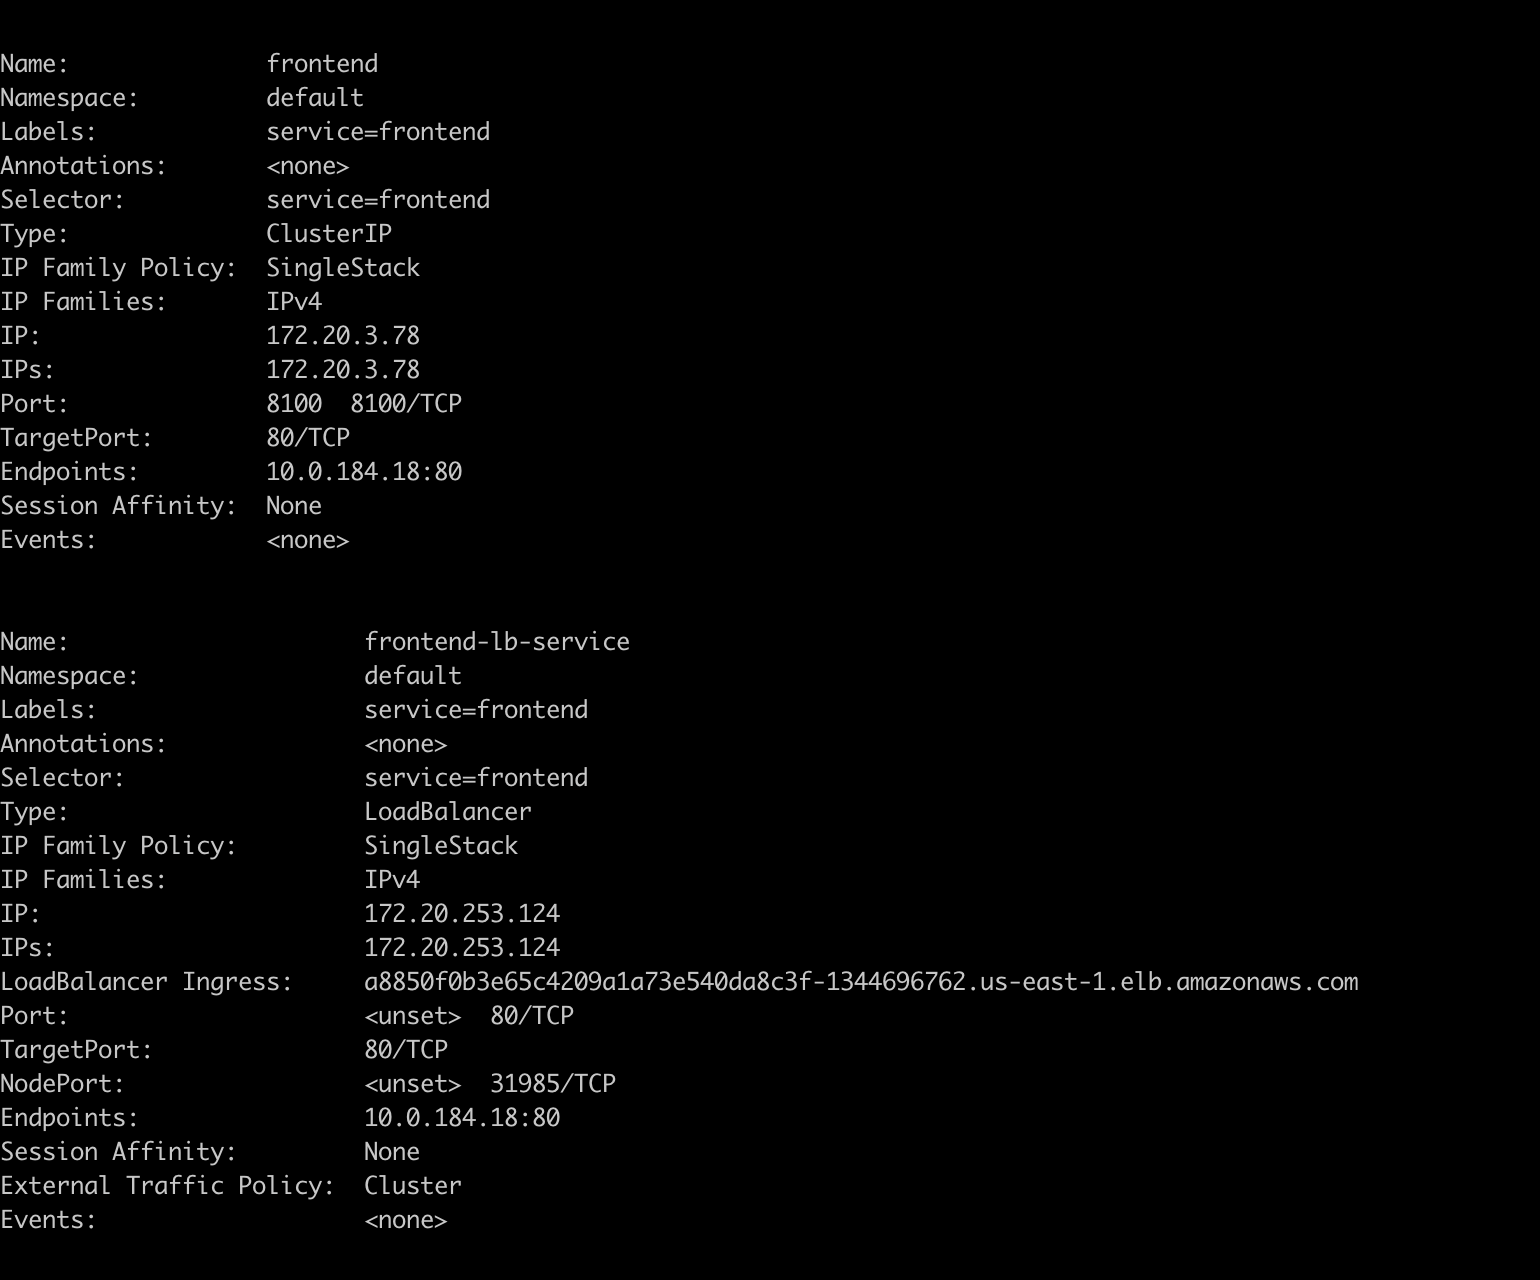 Name:              frontend
Namespace:         default
Labels:            service=frontend
Annotations:       <none>
Selector:          service=frontend
Type:              ClusterIP
IP Family Policy:  SingleStack
IP Families:       IPv4
IP:                172.20.3.78
IPs:               172.20.3.78
Port:              8100  8100/TCP
TargetPort:        80/TCP
Endpoints:         10.0.184.18:80
Session Affinity:  None
Events:            <none>
Name:                     frontend-lb-service
Namespace:                default
Labels:                   service=frontend
Annotations:              <none>
Selector:                 service=frontend
Type:                     LoadBalancer
IP Family Policy:         SingleStack
IP Families:              IPv4
IP:                       172.20.253.124
IPs:                      172.20.253.124
LoadBalancer Ingress:     a8850f0b3e65c4209a1a73e540da8c3f-1344696762.us-east-1.elb.amazonaws.com
Port:                     <unset>  80/TCP
TargetPort:               80/TCP
NodePort:                 <unset>  31985/TCP
Endpoints:                10.0.184.18:80
Session Affinity:         None
External Traffic Policy:  Cluster
Events:                   <none>